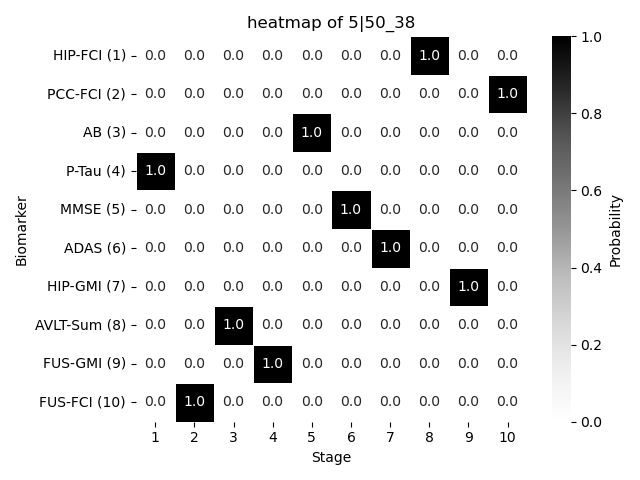 heatmap of 5|50_38
HIP-FCI (1) 0.0 0.0 0.0 0.0 0.0 0.0 0.0 1.0 0.0 0.0
PCC-FCI (2) 0.0 0.0 0.0 0.0 0.0 0.0 0.0 0.0 0.0 1.0
AB (3) 0.0 0.0 0.0 0.0 1.0 0.0 0.0 0.0 0.0 0.0
P-Tau (4) 1.0 0.0 0.0 0.0 0.0 0.0 0.0 0.0 0.0 0.0
MMSE (5) 0.0 0.0 0.0 0.0 0.0 1.0 0.0 0.0 0.0 0.0
ADAS (6) 0.0 0.0 0.0 0.0 0.0 0.0 1.0 0.0 0.0 0.0
HIP-GMI (7) 0.0 0.0 0.0 0.0 0.0 0.0 0.0 0.0 1.0 0.0
AVLT-Sum (8) 0.0 0.0 1.0 0.0 0.0 0.0 0.0 0.0 0.0 0.0
FUS-GMI (9) 0.0 0.0 0.0 1.0 0.0 0.0 0.0 0.0 0.0 0.0
FUS-FCI (10) 0.0 1.0 0.0 0.0 0.0 0.0 0.0 0.0 0.0 0.0
1 2 3 4 5 6 7 8 9 10
Stage
Biomarker
1.0
0.8
0.6
0.4
0.2
0.0
Probability